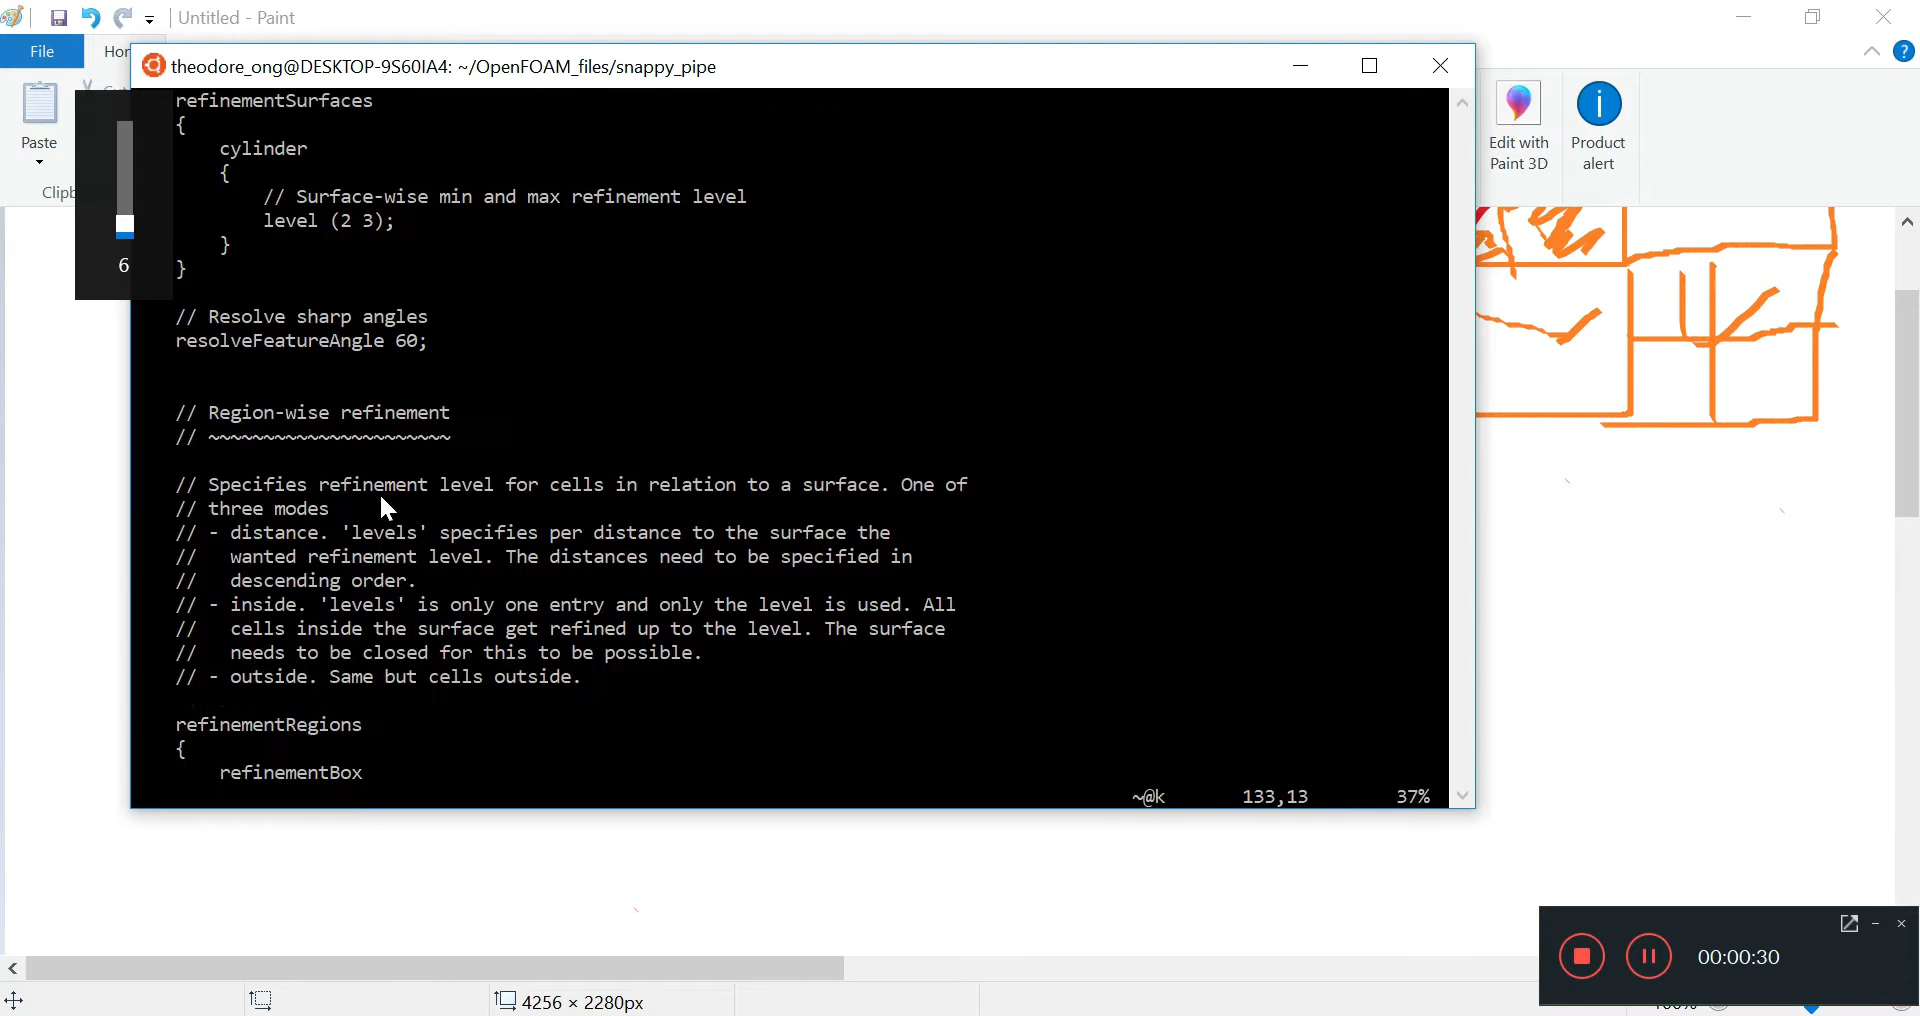 Untitled - Paint
File
Hor
theodore_ong@DESKTOP-9S60IA4: ~/OpenFOAM_files/snappy_pipe
Paste
Clipb
6
Edit with
Paint 3D
Product
alert
refinementSurfaces
{
cylinder
{
// Surface-wise min and max refinement level
level (2 3);
}
}
// Resolve sharp angles
resolveFeatureAngle 60;
// Region-wise refinement
// ~~~~~~~~~~~~~~~~~~~~~~
// Specifies refinement level for cells in relation to a surface. One of
// three modes
// - distance. 'levels' specifies per distance to the surface the
//   wanted refinement level. The distances need to be specified in
//   descending order.
// - inside. 'levels' is only one entry and only the level is used. All
//   cells inside the surface get refined up to the level. The surface
//   needs to be closed for this to be possible.
// - outside. Same but cells outside.
refinementRegions
{
refinementBox
~@k 133,13 37%
00:00:30
4256 × 2280px